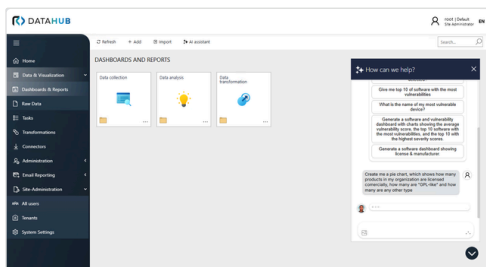 DATAHUB
root | Default
Site Administrator
EN
Refresh
Add
Import
AI assistant
Search...
Home
Data & Visualization
Dashboards & Reports
Raw Data
Tasks
Transformations
Connectors
Administration
Email Reporting
Site-Administration
All users
Tenants
System Settings
DASHBOARDS AND REPORTS
Data collection
Data analysis
Data
transformation
How can we help?
Give me top 10 of software with the most
vulnerabilities
What is the name of my most vulnerable
device?
Generate a software and vulnerability
dashboard with charts showing the average
vulnerability score, the top 10 software with
the most vulnerabilities, and the top 10 with
the highest severity scores
Generate a software dashboard showing
license & manufacturer
Create me a pie chart, which shows how many
products in my organization are licensed
comercially, how many are "GPL-like" and how
many are any other type